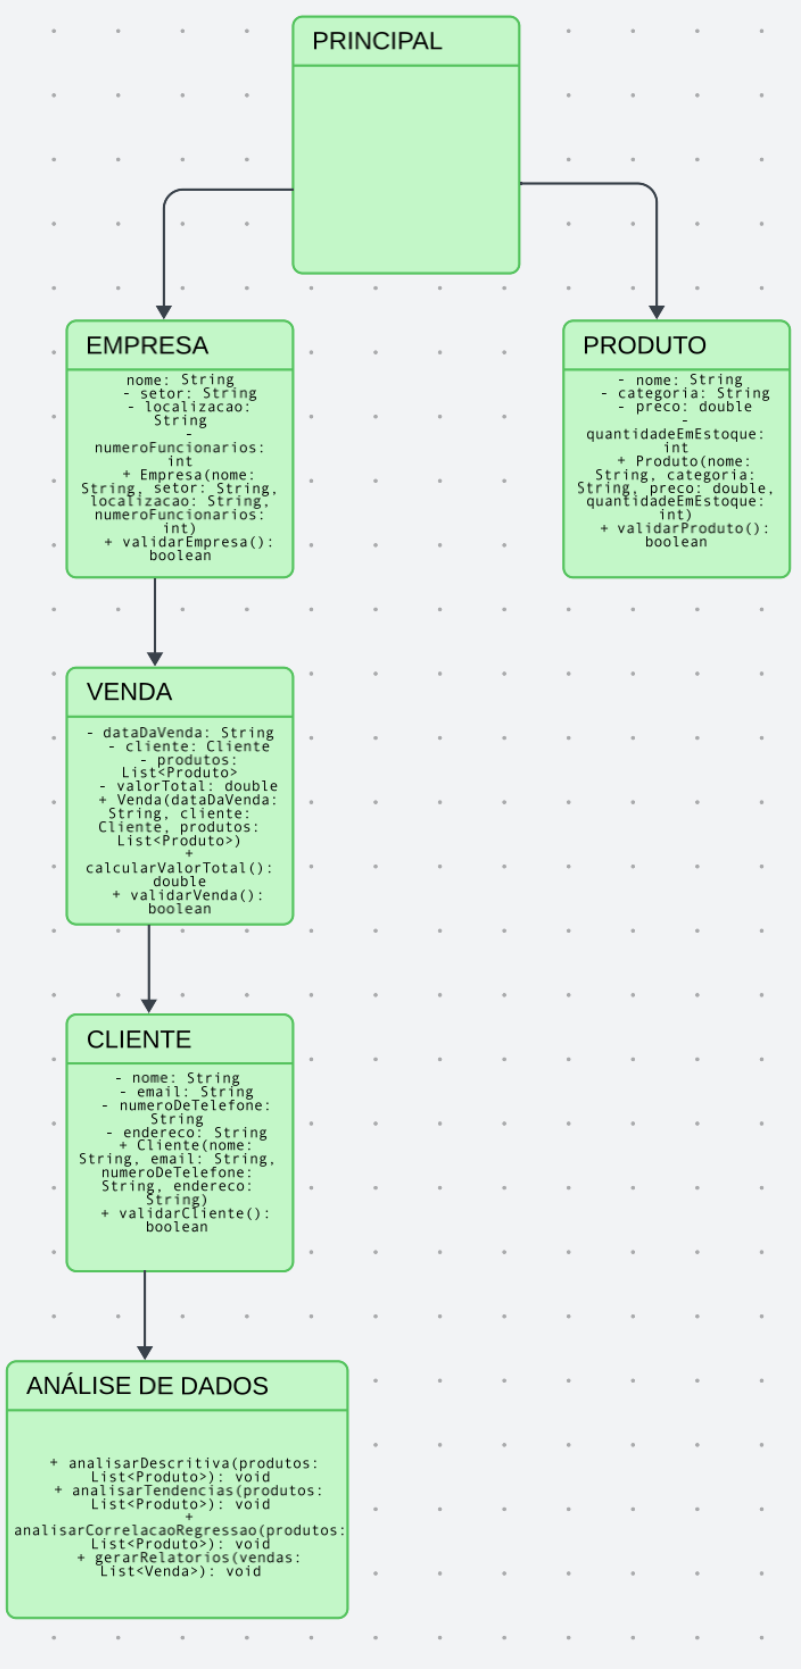 PRINCIPAL
EMPRESA
nome: String
- setor: String
- localizacao:
String
-
numeroFuncionarios:
int
+ Empresa(nome:
String, setor: String,
localizacao: String,
numeroFuncionarios:
int)
+ validarEmpresa():
boolean
PRODUTO
- nome: String
- categoria: String
- preco: double
-
quantidadeEmEstoque:
int
+ Produto(nome:
String, categoria:
String, preco: double,
quantidadeEmEstoque:
int)
+ validarProduto():
boolean
VENDA
- dataDaVenda: String
- cliente: Cliente
- produtos:
List<Produto>
- valorTotal: double
+ Venda(dataDaVenda:
String, cliente:
Cliente, produtos:
List<Produto>)
+
calcularValorTotal():
double
+ validarVenda():
boolean
CLIENTE
- nome: String
- email: String
- numeroDeTelefone:
String
- endereco: String
+ Cliente(nome:
String, email: String,
numeroDeTelefone:
String, endereco:
String)
+ validarCliente():
boolean
ANÁLISE DE DADOS
+ analisarDescritiva(produtos:
List<Produto>): void
+ analisarTendencias(produtos:
List<Produto>): void
+
analisarCorrelacaoRegressao(produtos:
List<Produto>): void
+ gerarRelatorios(vendas:
List<Venda>): void